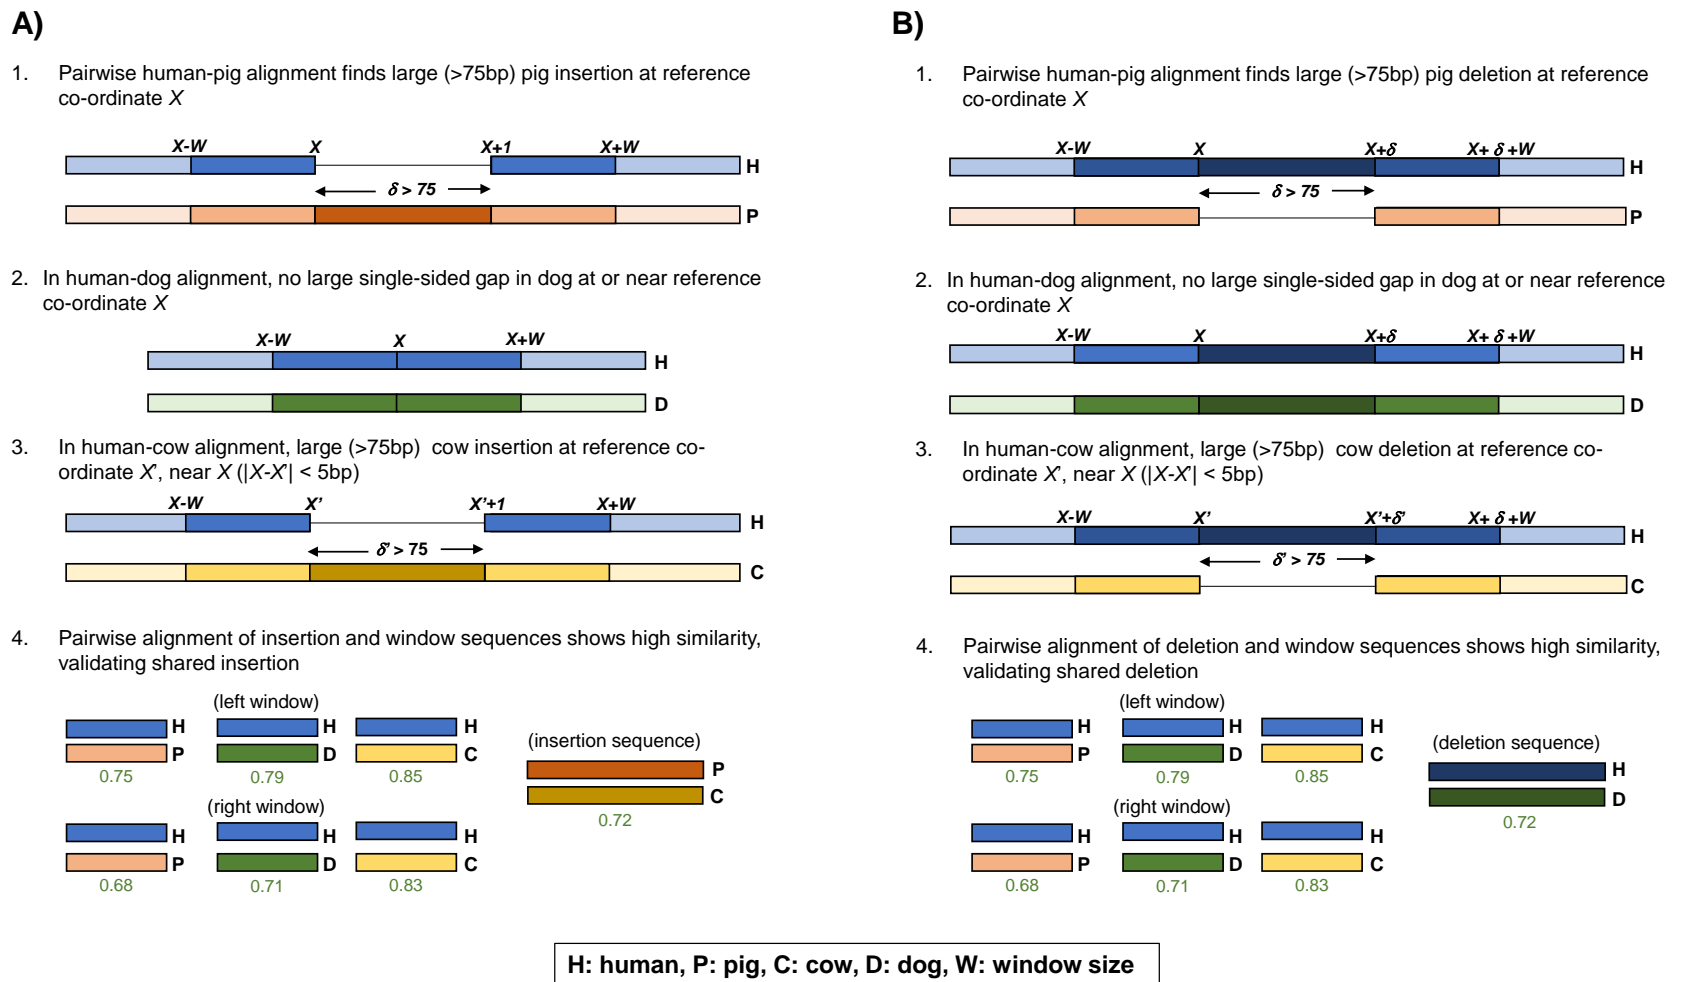 A)
1. Pairwise human-pig alignment finds large (>75bp) pig insertion at reference
co-ordinate X
X-W X X+1 X+W
H
δ > 75
P
2. In human-dog alignment, no large single-sided gap in dog at or near reference
co-ordinate X
X-W X X+W
H
D
3. In human-cow alignment, large (>75bp) cow insertion at reference co-
ordinate X', near X (|X-X'| < 5bp)
X-W X' X'+1 X+W
H
δ' > 75
C
4. Pairwise alignment of insertion and window sequences shows high similarity,
validating shared insertion
(left window)
H H H
P D C
0.75 0.79 0.85
(right window)
H H H
P D C
0.68 0.71 0.83
(insertion sequence)
P
C
0.72
B)
1. Pairwise human-pig alignment finds large (>75bp) pig deletion at reference
co-ordinate X
X-W X X+δ X+ δ +W
H
δ > 75
P
2. In human-dog alignment, no large single-sided gap in dog at or near reference
co-ordinate X
X-W X X+δ X+ δ +W
H
D
3. In human-cow alignment, large (>75bp) cow deletion at reference co-
ordinate X', near X (|X-X'| < 5bp)
X-W X' X'+δ' X+ δ +W
H
δ' > 75
C
4. Pairwise alignment of deletion and window sequences shows high similarity,
validating shared deletion
(left window)
H H H
P D C
0.75 0.79 0.85
(right window)
H H H
P D C
0.68 0.71 0.83
(deletion sequence)
H
D
0.72
H: human, P: pig, C: cow, D: dog, W: window size